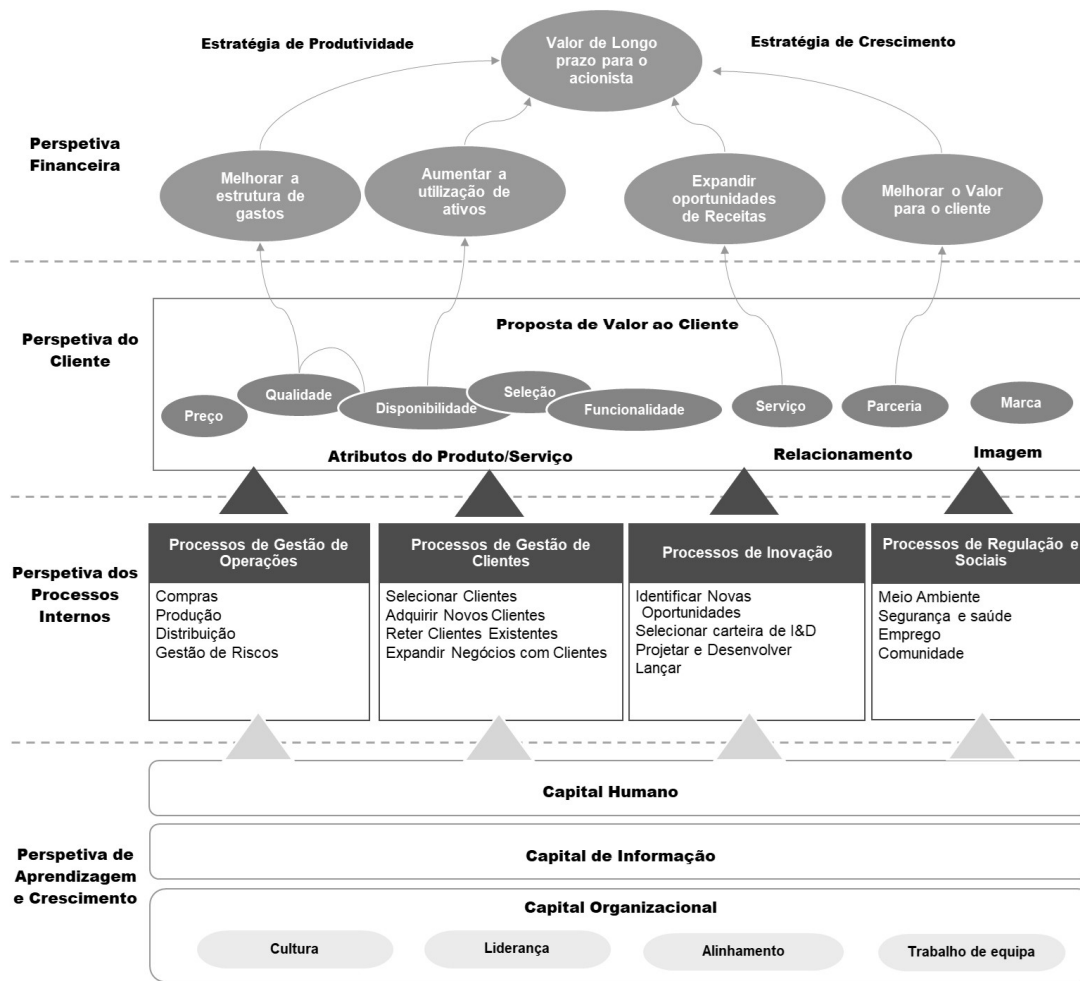 Estratégia de Produtividade
Valor de Longo
prazo para o
acionista
Estratégia de Crescimento
Perspetiva
Financeira
Melhorar a
estrutura de
gastos
Aumentar a
utilização de
ativos
Expandir
oportunidades
de Receitas
Melhorar o Valor
para o cliente
Perspetiva do
Cliente
Proposta de Valor ao Cliente
Preço
Qualidade
Disponibilidade
Seleção
Funcionalidade
Serviço
Parceria
Marca
Atributos do Produto/Serviço
Relacionamento
Imagem
Perspetiva dos
Processos
Internos
Processos de Gestão de
Operações
Compras
Produção
Distribuição
Gestão de Riscos
Processos de Gestão de
Clientes
Selecionar Clientes
Adquirir Novos Clientes
Reter Clientes Existentes
Expandir Negócios com Clientes
Processos de Inovação
Identificar Novas
Oportunidades
Selecionar carteira de I&D
Projetar e Desenvolver
Lançar
Processos de Regulação e
Sociais
Meio Ambiente
Segurança e saúde
Emprego
Comunidade
Perspetiva de
Aprendizagem
e Crescimento
Capital Humano
Capital de Informação
Capital Organizacional
Cultura
Liderança
Alinhamento
Trabalho de equipa